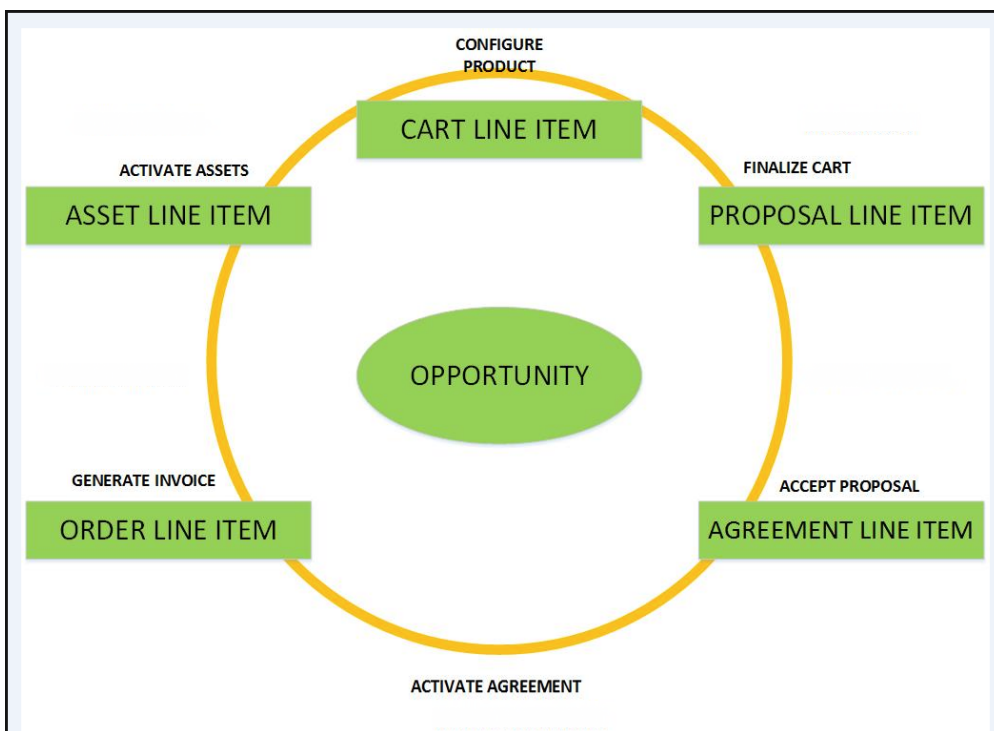 CONFIGURE
PRODUCT
CART LINE ITEM
ACTIVATE ASSETS
FINALIZE CART
ASSET LINE ITEM
PROPOSAL LINE ITEM
OPPORTUNITY
GENERATE INVOICE
ACCEPT PROPOSAL
ORDER LINE ITEM
AGREEMENT LINE ITEM
ACTIVATE AGREEMENT